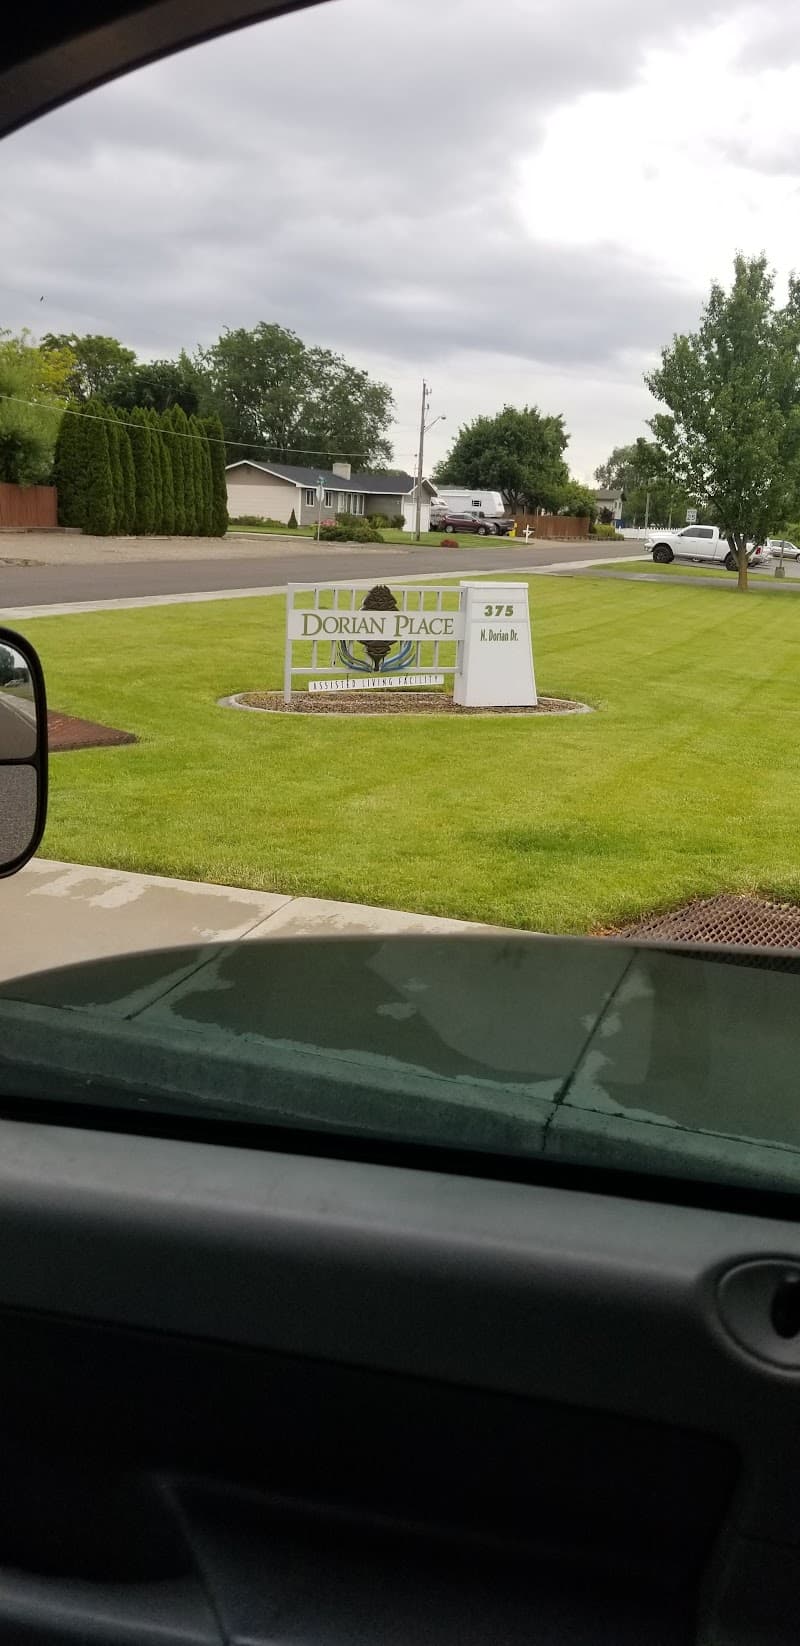 DORIAN PLACE
ASSISTED LIVING FACILITY
375
N. Dorian Dr.